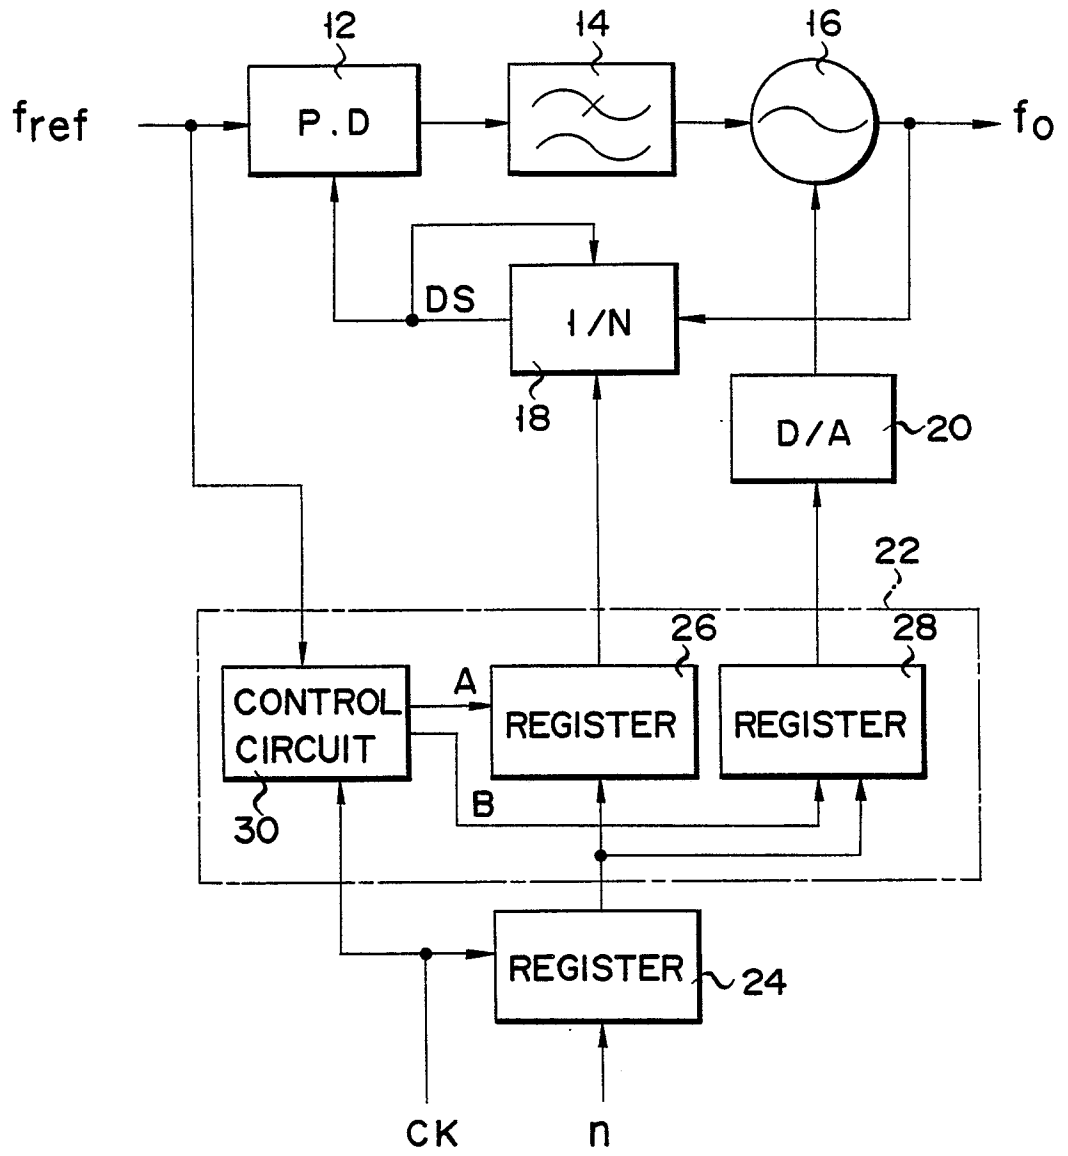 12
14
16
fref
P.D
fo
DS
1/N
18
D/A
20
22
26
28
A
CONTROL
CIRCUIT
REGISTER
REGISTER
B
30
REGISTER
24
CK
n